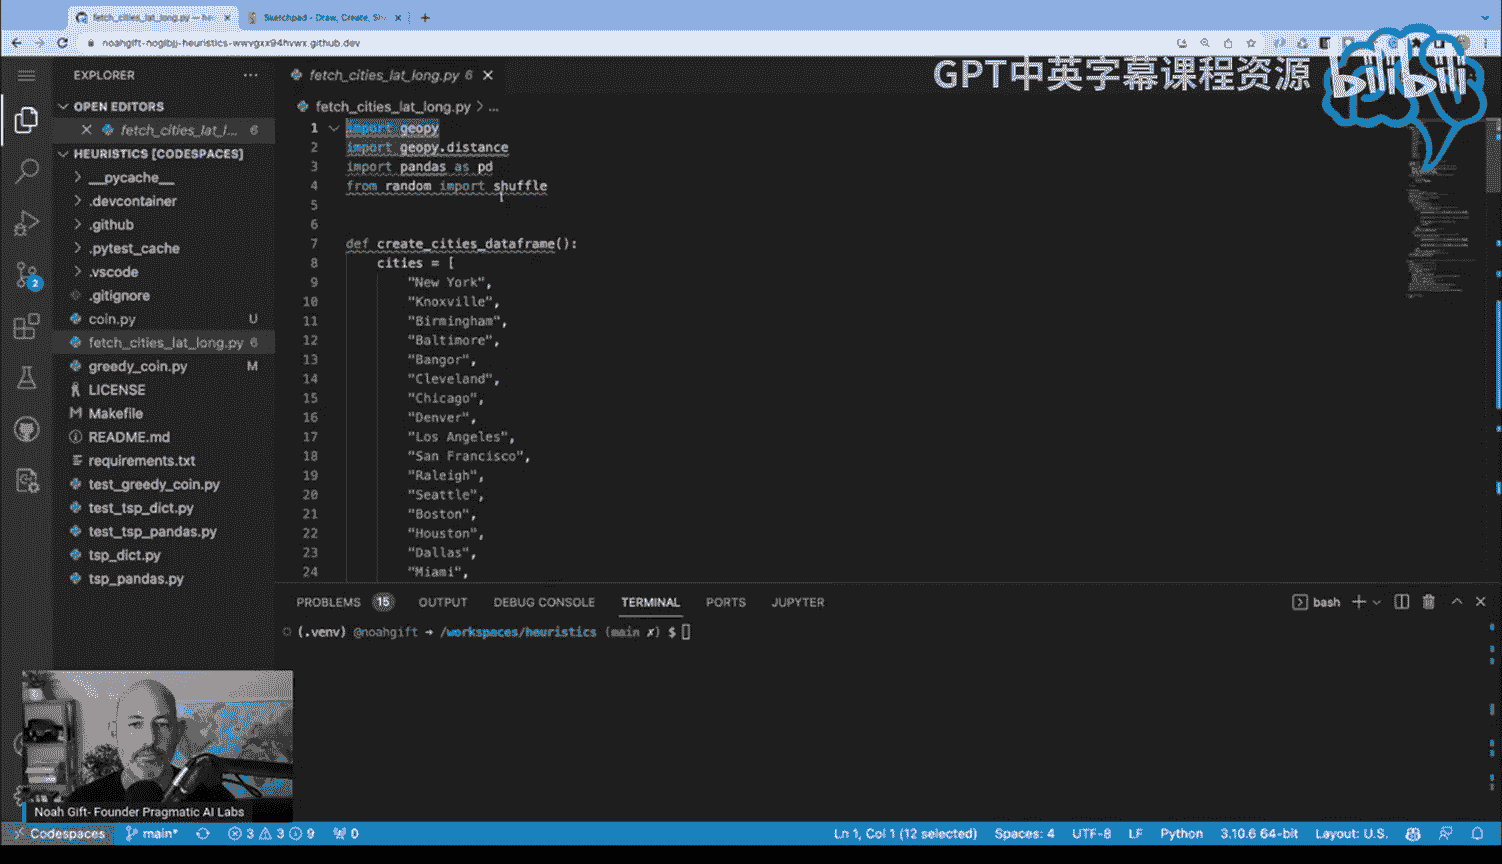 fetch_cities_lat_long.py — he
Sketchpad - Draw, Create, Sh
noahgift-noglbjj-heuristics-wwvgxx94hvwx.github.dev
GPT中英字幕课程资源
bilibili
EXPLORER
OPEN EDITORS
fetch_cities_lat_l... 6
HEURISTICS [CODESPACES]
__pycache__
.devcontainer
.github
.pytest_cache
.vscode
.gitignore
coin.py U
fetch_cities_lat_long.py 6
greedy_coin.py M
LICENSE
Makefile
README.md
requirements.txt
test_greedy_coin.py
test_tsp_dict.py
test_tsp_pandas.py
tsp_dict.py
tsp_pandas.py
2
fetch_cities_lat_long.py 6
fetch_cities_lat_long.py > ...
1 import geopy
2 import geopy.distance
3 import pandas as pd
4 from random import shuffle
5
6
7 def create_cities_dataframe():
8 cities = [
9 "New York",
10 "Knoxville",
11 "Birmingham",
12 "Baltimore",
13 "Bangor",
14 "Cleveland",
15 "Chicago",
16 "Denver",
17 "Los Angeles",
18 "San Francisco",
19 "Raleigh",
20 "Seattle",
21 "Boston",
22 "Houston",
23 "Dallas",
24 "Miami",
PROBLEMS 15 OUTPUT DEBUG CONSOLE TERMINAL PORTS JUPYTER bash
(.venv) @noahgift → /workspaces/heuristics (main ✗) $
Noah Gift- Founder Pragmatic AI Labs
Codespaces main* 3 3 9 0 Ln 1, Col 1 (12 selected) Spaces: 4 UTF-8 LF Python 3.10.6 64-bit Layout: U.S.